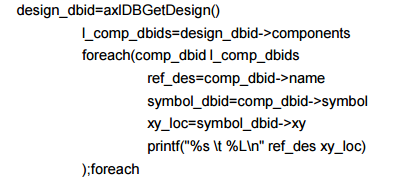 design_dbid=axlDBGetDesign()
l_comp_dbids=design_dbid->components
foreach(comp_dbid l_comp_dbids
ref_des=comp_dbid->name
symbol_dbid=comp_dbid->symbol
xy_loc=symbol_dbid->xy
printf("%s \t %L\n" ref_des xy_loc)
);foreach